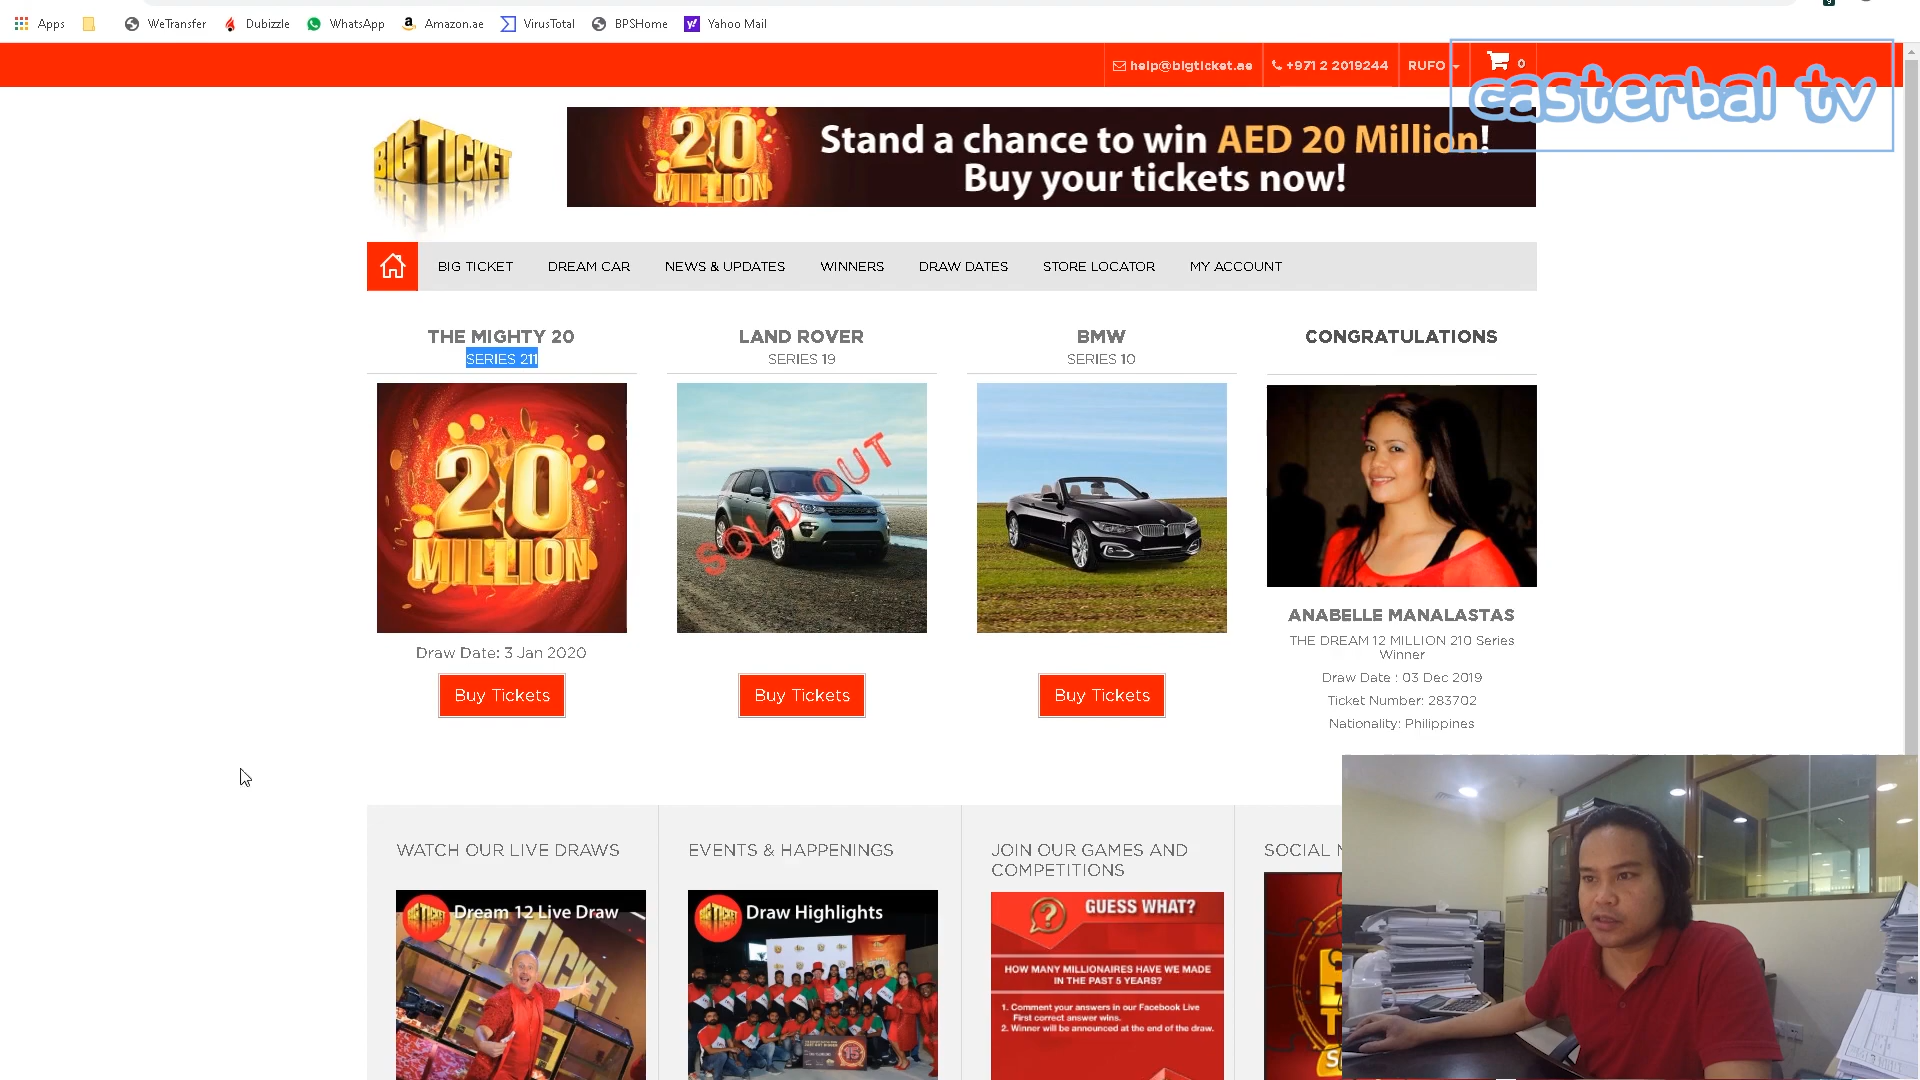 Apps
WeTransfer
Dubizzle
WhatsApp
Amazon.ae
VirusTotal
BPSHome
Yahoo Mail
help@bigticket.ae
+971 2 2019244
RUFO
0
casterbal tv
BIG TICKET
20
MILLION
Stand a chance to win AED 20 Million!
Buy your tickets now!
BIG TICKET
DREAM CAR
NEWS & UPDATES
WINNERS
DRAW DATES
STORE LOCATOR
MY ACCOUNT
THE MIGHTY 20
SERIES 211
20
MILLION
Draw Date: 3 Jan 2020
Buy Tickets
LAND ROVER
SERIES 19
SOLD OUT
Buy Tickets
BMW
SERIES 10
Buy Tickets
CONGRATULATIONS
ANABELLE MANALASTAS
THE DREAM 12 MILLION 210 Series
Winner
Draw Date : 03 Dec 2019
Ticket Number: 283702
Nationality: Philippines
WATCH OUR LIVE DRAWS
BIG TICKET
Dream 12 Live Draw
BIG TICKET
EVENTS & HAPPENINGS
BIG TICKET
Draw Highlights
15
JOIN OUR GAMES AND
COMPETITIONS
GUESS WHAT?
HOW MANY MILLIONAIRES HAVE WE MADE
IN THE PAST 5 YEARS?
1. Comment your answers in our Facebook Live
First correct answer wins.
2. Winner will be announced at the end of the draw.
SOCIAL